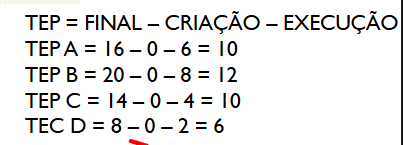 TEP = FINAL – CRIAÇÃO – EXECUÇÃO
TEP A = 16 – 0 – 6 = 10
TEP B = 20 – 0 – 8 = 12
TEP C = 14 – 0 – 4 = 10
TEC D = 8 – 0 – 2 = 6